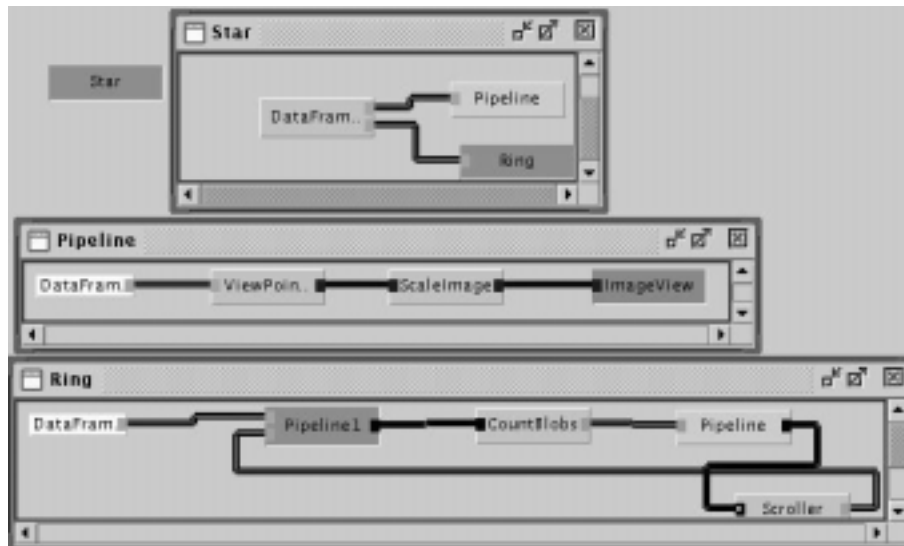 Star
Star
DataFram..
Pipeline
Ring
Pipeline
DataFram.
ViewPoin..
ScaleImage
ImageView
Ring
DataFram.
Pipeline1
CountBlobs
Pipeline
Scroller